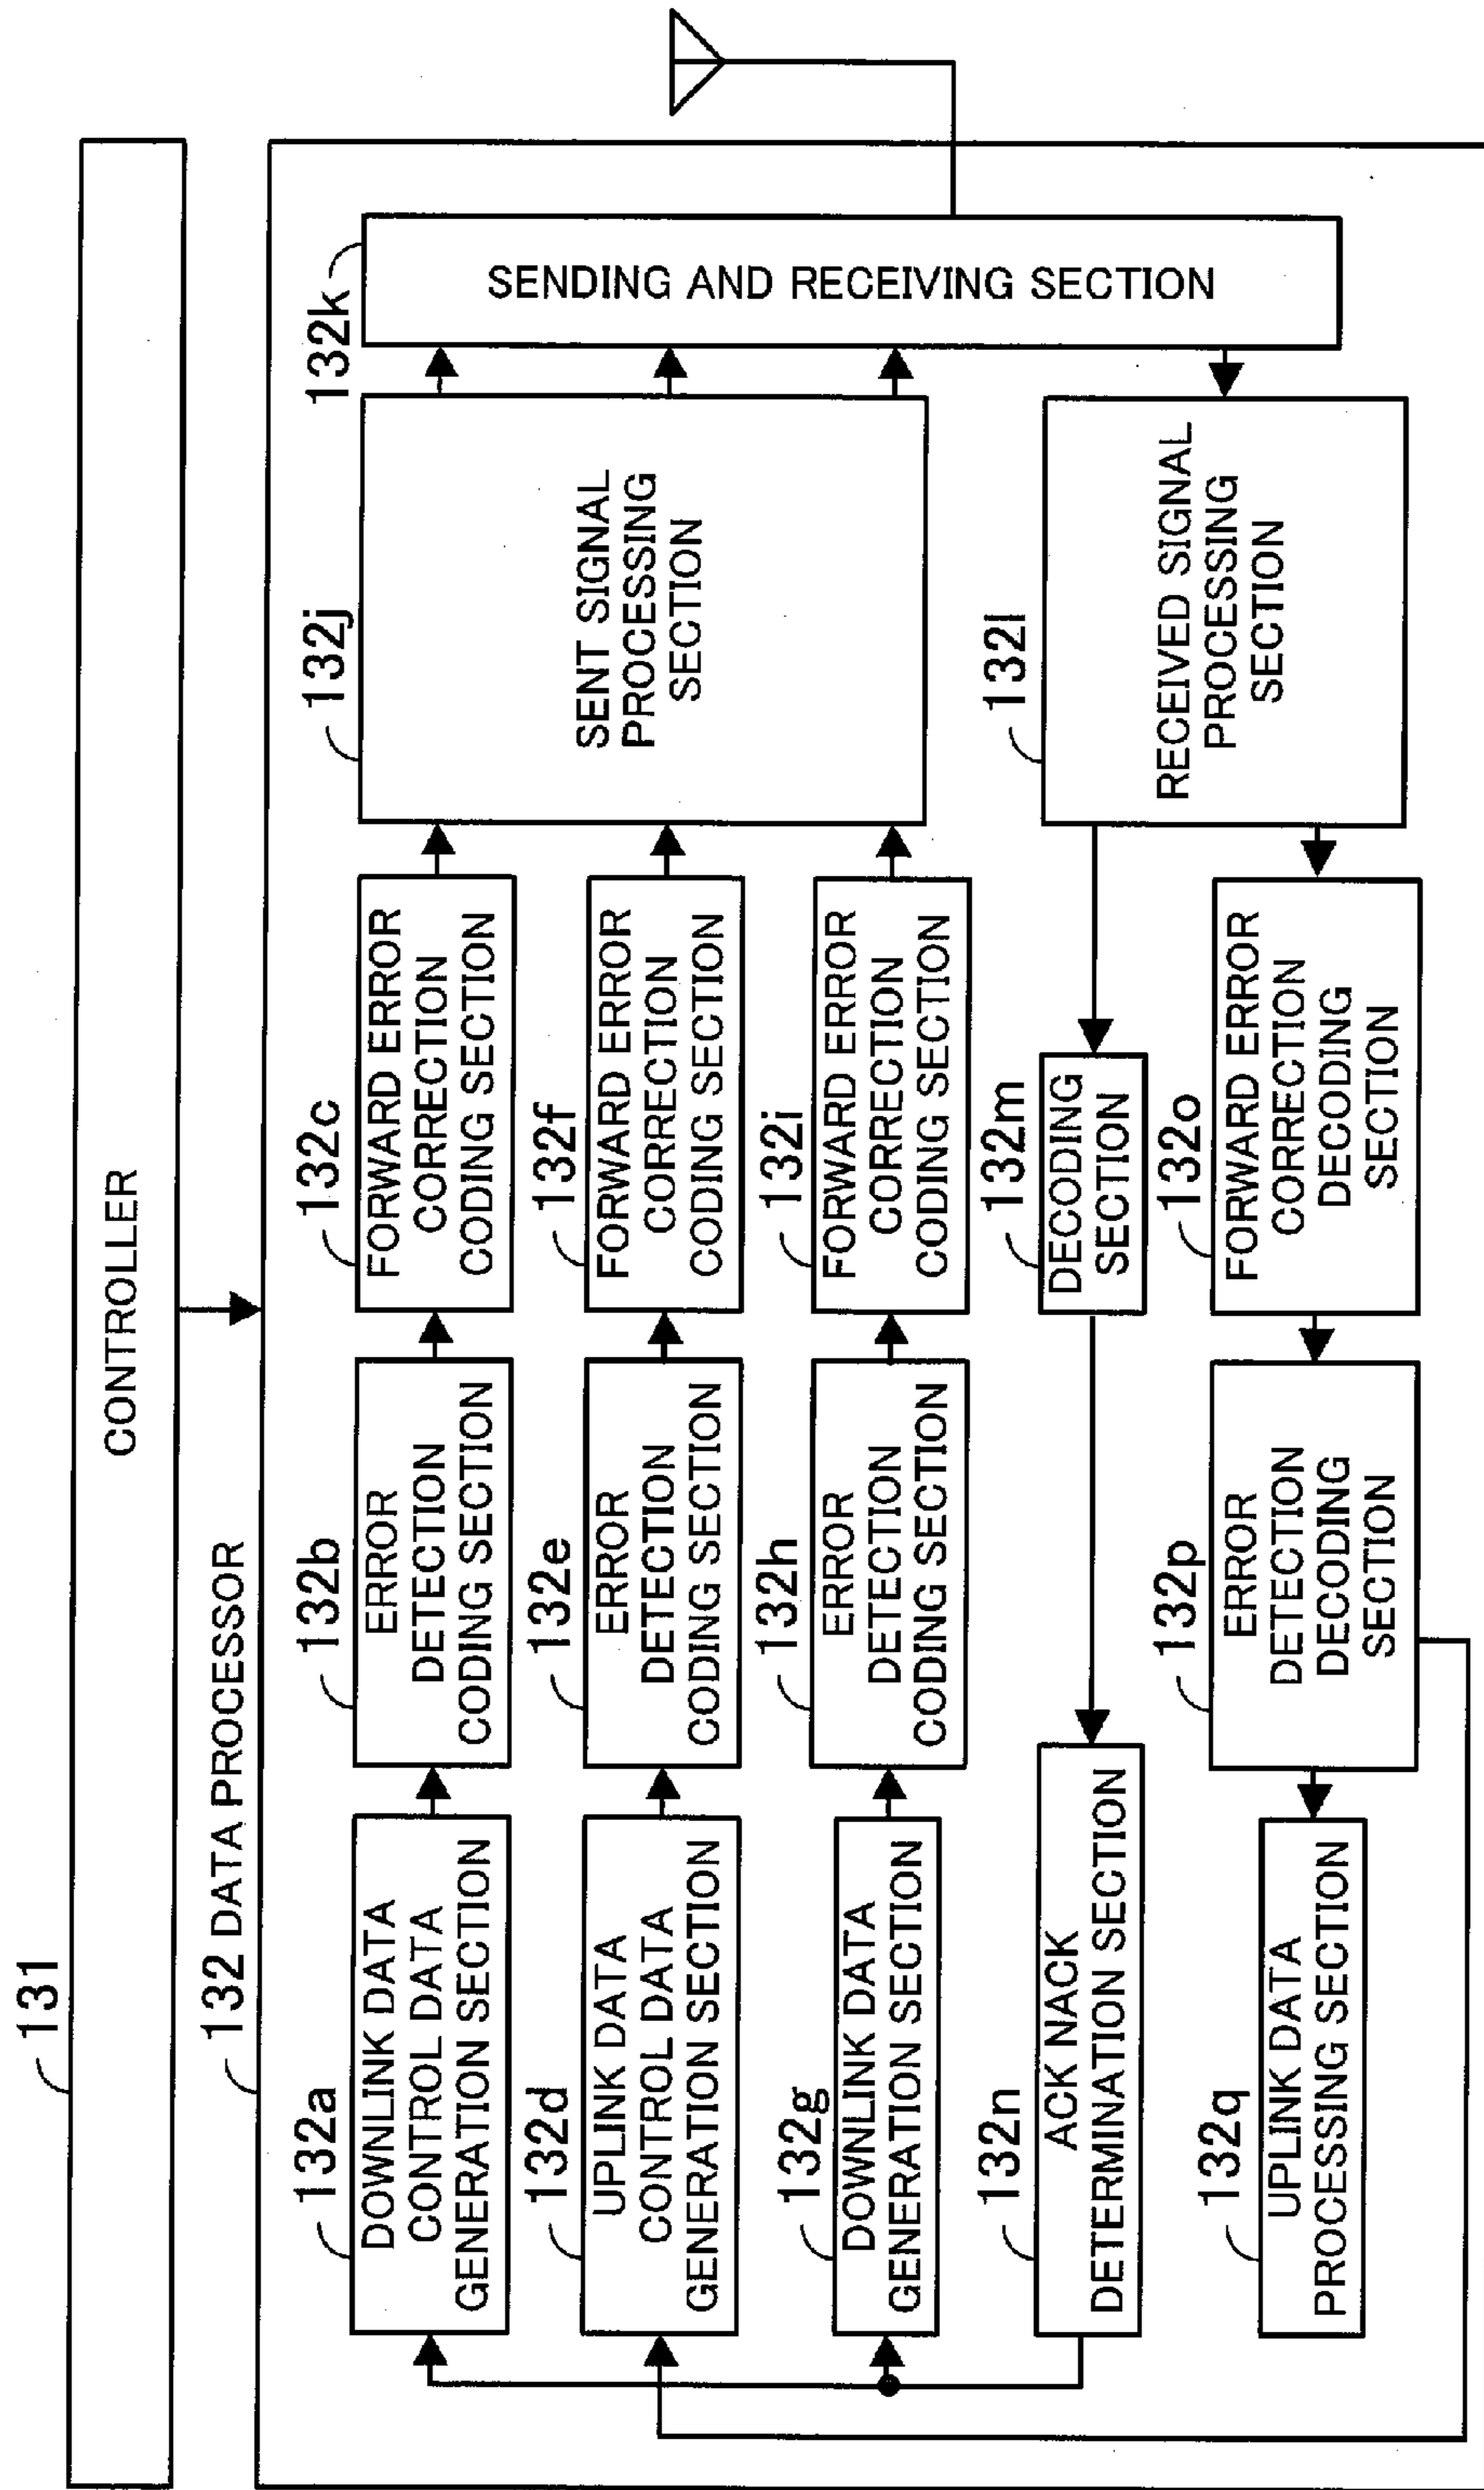 131
CONTROLLER
132 DATA PROCESSOR
132a
DOWNLINK DATA
CONTROL DATA
GENERATION SECTION
132b
ERROR
DETECTION
CODING SECTION
132c
FORWARD ERROR
CORRECTION
CODING SECTION
132j
SENT SIGNAL
PROCESSING
SECTION
132k
SENDING AND RECEIVING SECTION
132d
UPLINK DATA
CONTROL DATA
GENERATION SECTION
132e
ERROR
DETECTION
CODING SECTION
132f
FORWARD ERROR
CORRECTION
CODING SECTION
132g
DOWNLINK DATA
GENERATION SECTION
132h
ERROR
DETECTION
CODING SECTION
132i
FORWARD ERROR
CORRECTION
CODING SECTION
132n
ACK NACK
DETERMINATION SECTION
132m
DECODING
SECTION
132l
RECEIVED SIGNAL
PROCESSING
SECTION
132q
UPLINK DATA
PROCESSING SECTION
132p
ERROR
DETECTION
DECODING
SECTION
132o
FORWARD ERROR
CORRECTION
DECODING
SECTION